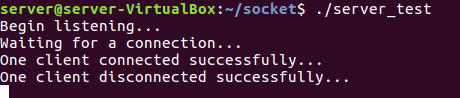 server@server-VirtualBox:~/socket$ ./server_test
Begin listening...
Waiting for a connection...
One client connected successfully...
One client disconnected successfully...